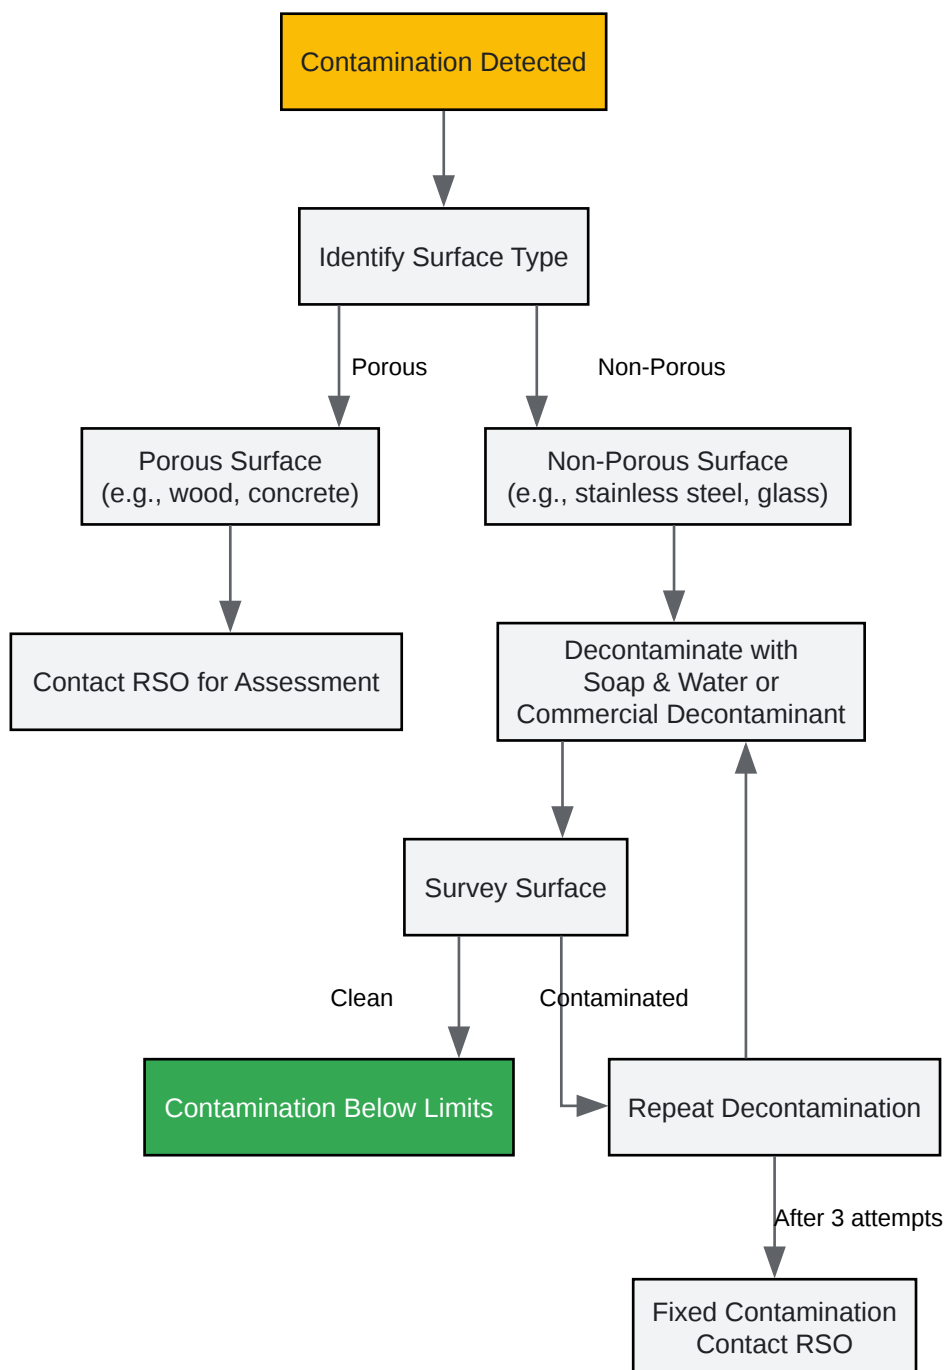 Contamination Detected
Identify Surface Type
Porous
Non-Porous
Porous Surface
(e.g., wood, concrete)
Non-Porous Surface
(e.g., stainless steel, glass)
Contact RSO for Assessment
Decontaminate with
Soap & Water or
Commercial Decontaminant
Survey Surface
Clean
Contaminated
Contamination Below Limits
Repeat Decontamination
After 3 attempts
Fixed Contamination
Contact RSO